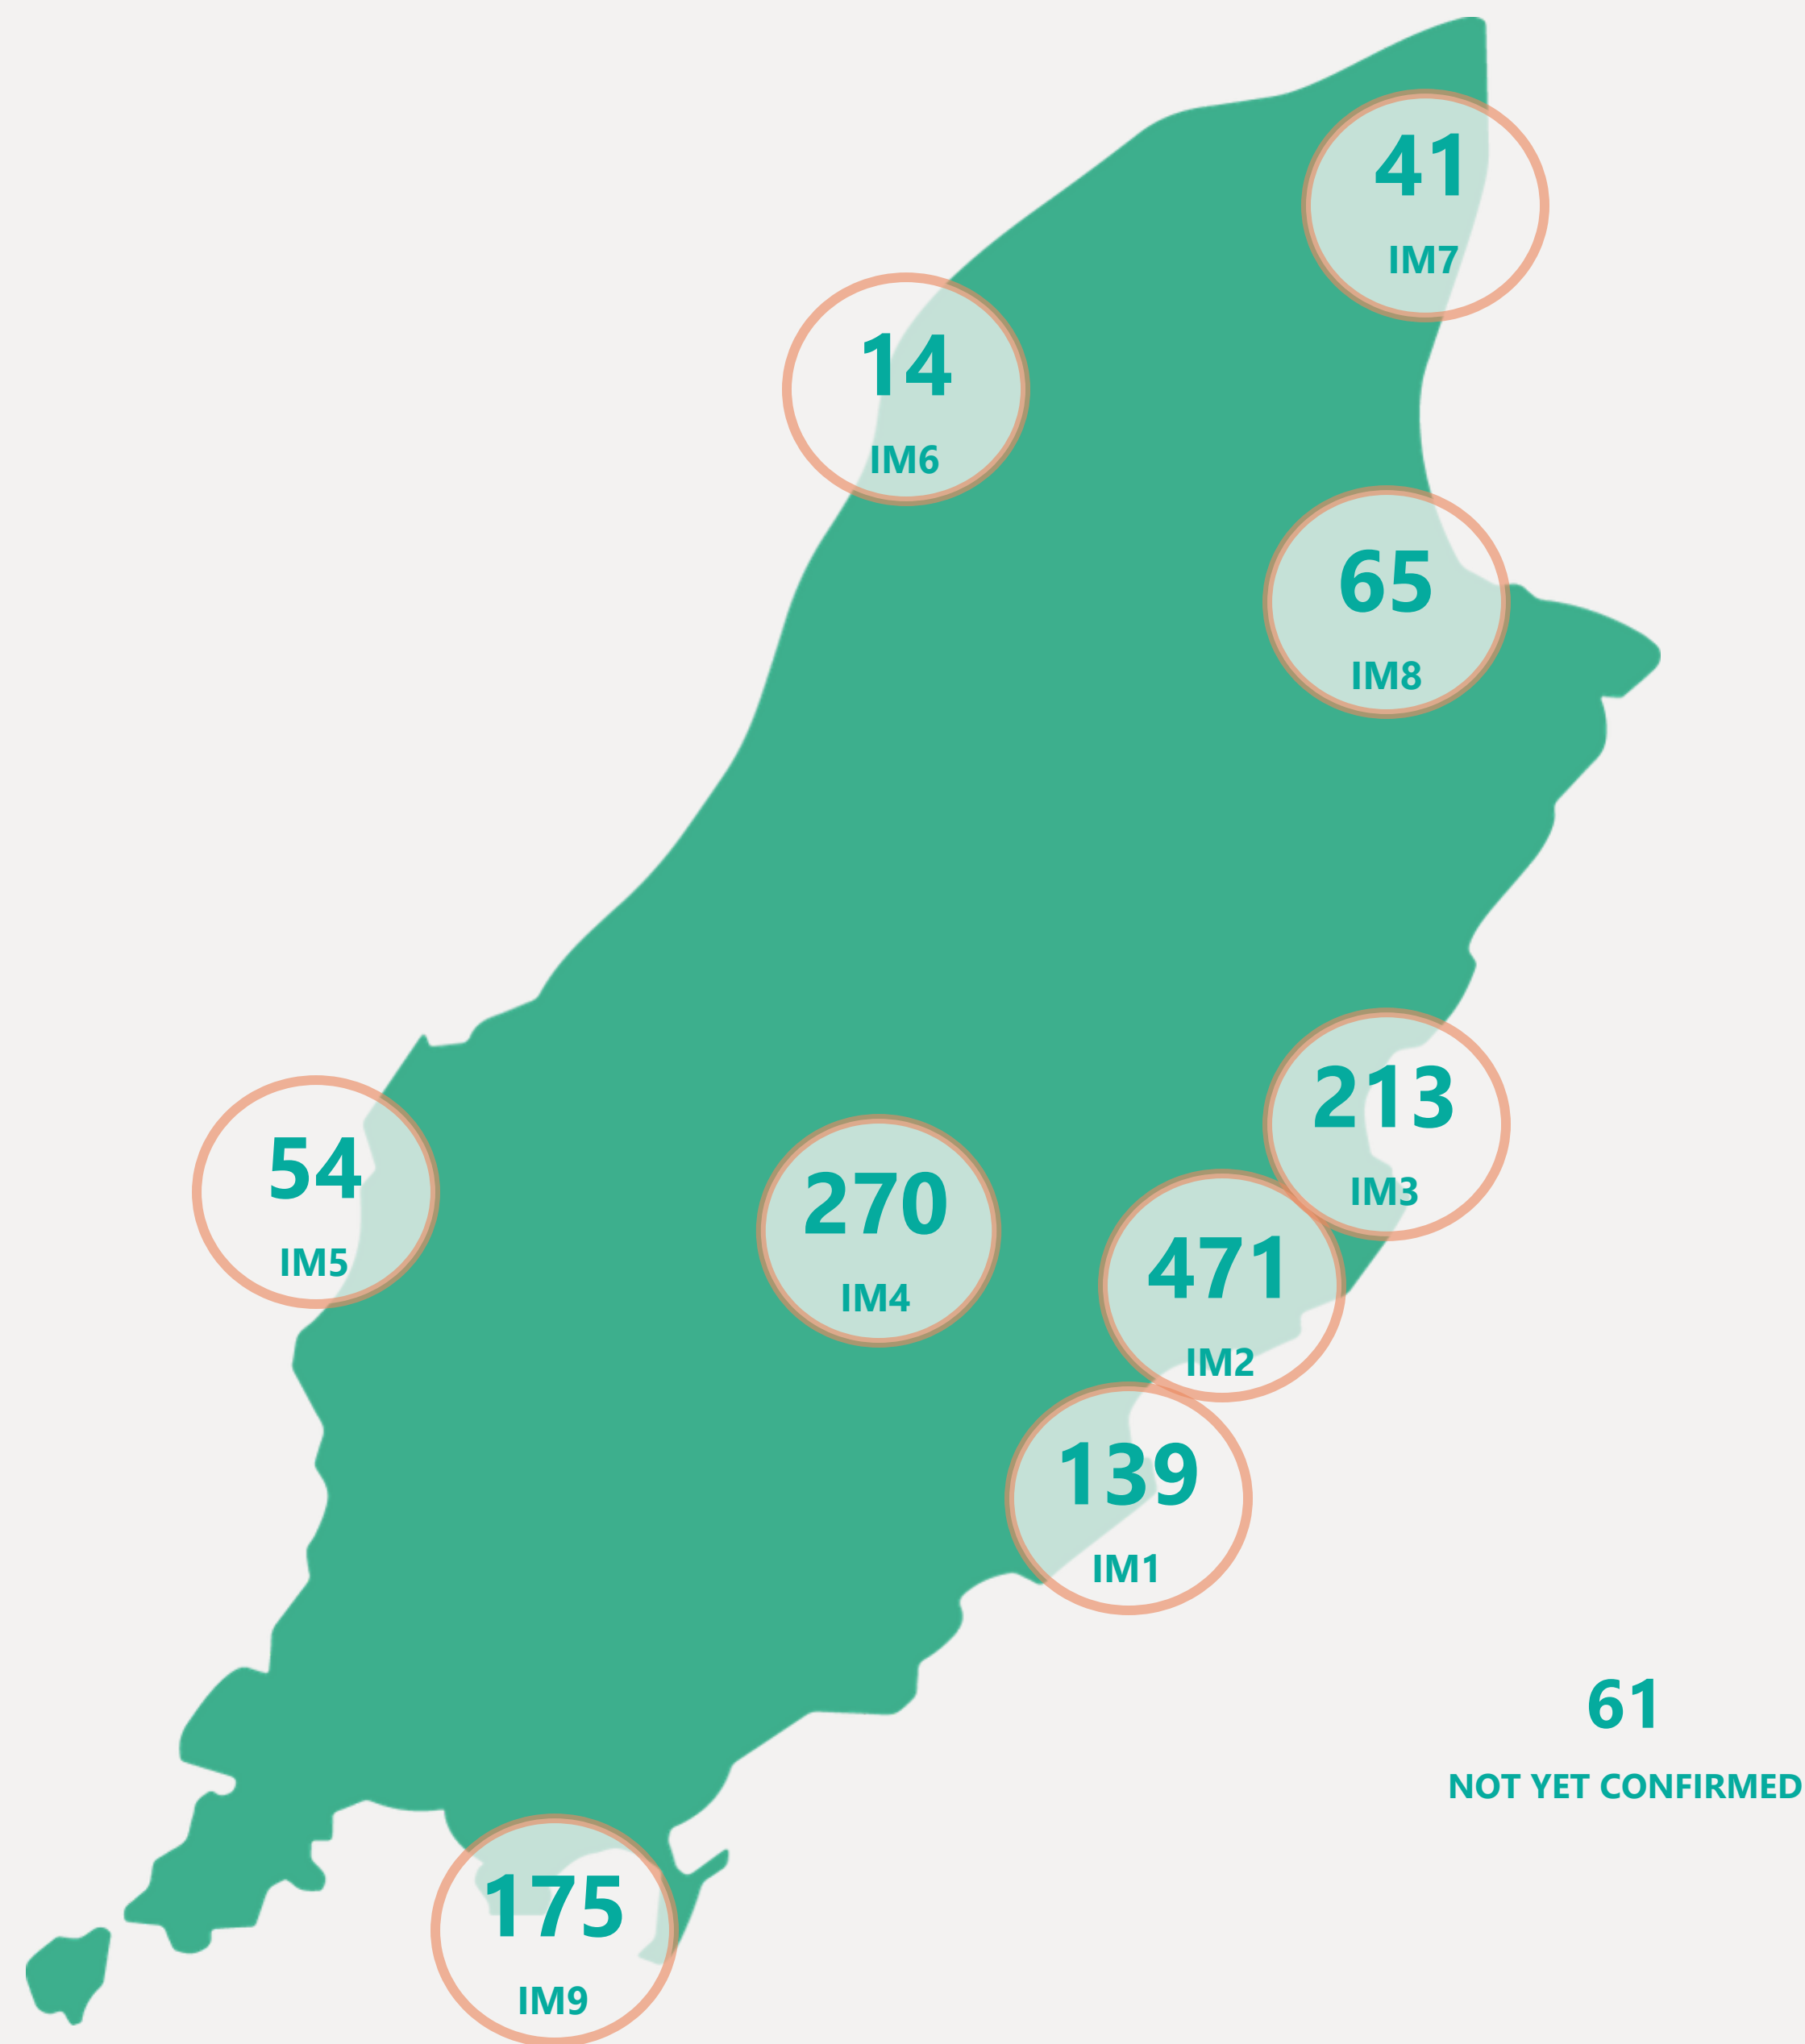 41
IM7
14
IM6
65
IM8
213
IM3
54
IM5
270
IM4
471
IM2
139
IM1
61
NOT YET CONFIRMED
175
IM9